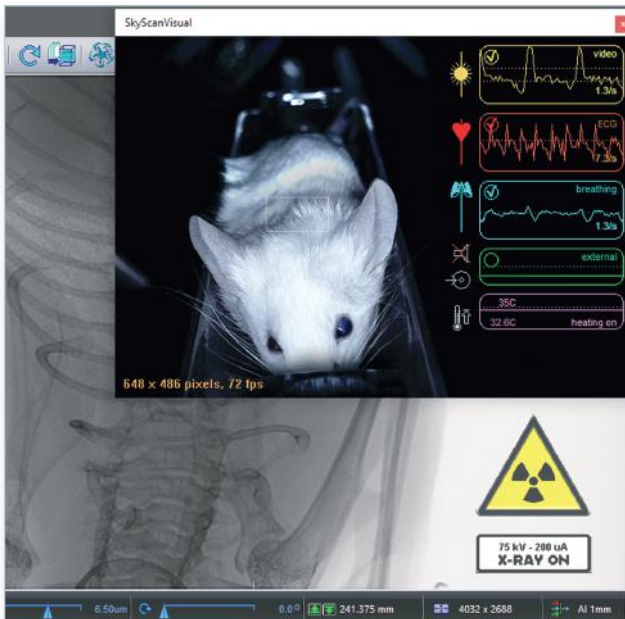 SkyScanVisual
video
1.3/s
ECG
7.3/s
breathing
1.3/s
external
35C
32.6C heating on
648 x 486 pixels, 72 fps
75 kV - 200 uA
X-RAY ON
6.50um 0.0° 241.375 mm 4032 x 2688 Al 1mm